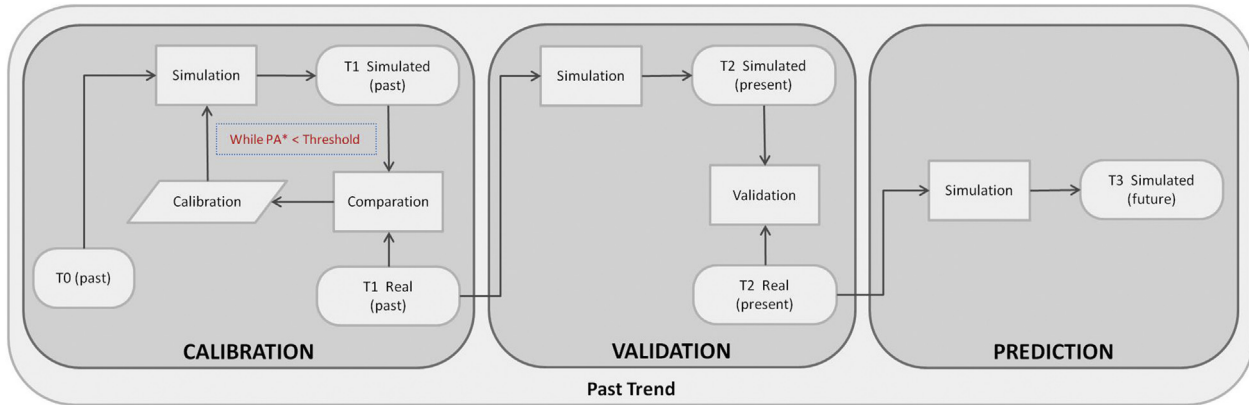 Simulation
T1 Simulated
(past)
While PA* < Threshold
Calibration
Comparation
T0 (past)
T1 Real
(past)
CALIBRATION
Simulation
T2 Simulated
(present)
Validation
T2 Real
(present)
VALIDATION
Simulation
T3 Simulated
(future)
PREDICTION
Past Trend